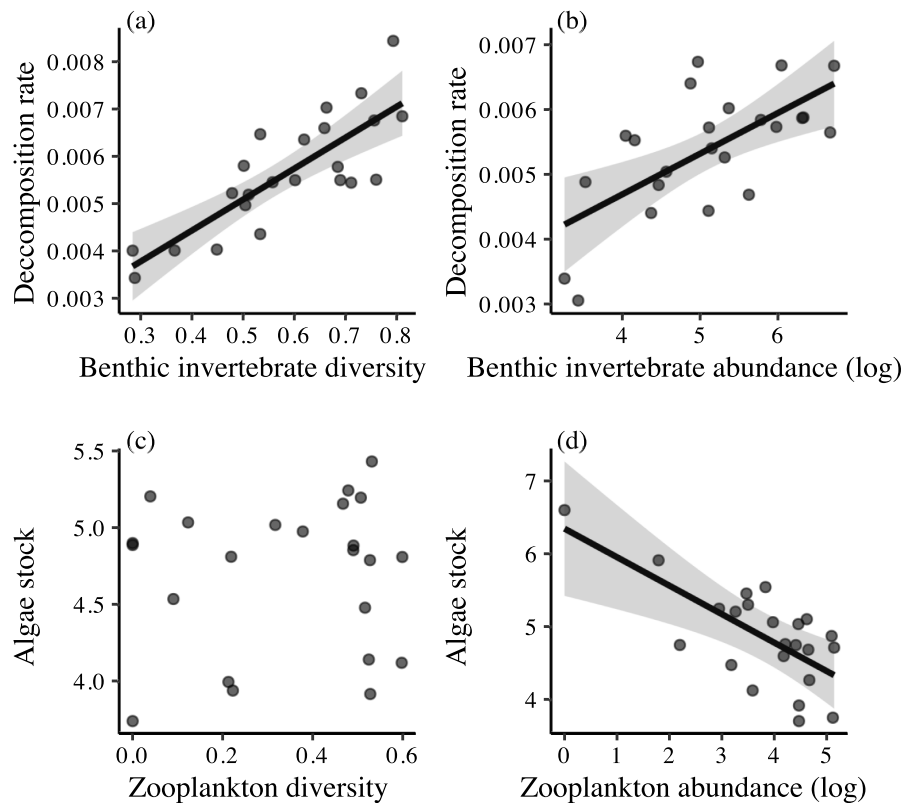 (a)
Deccomposition rate
0.008
0.007
0.006
0.005
0.004
0.003
0.3 0.4 0.5 0.6 0.7 0.8
Benthic invertebrate diversity
(b)
Decomposition rate
0.007
0.006
0.005
0.004
0.003
4 5 6
Benthic invertebrate abundance (log)
(c)
Algae stock
5.5
5.0
4.5
4.0
0.0 0.2 0.4 0.6
Zooplankton diversity
(d)
Algae stock
7
6
5
4
0 1 2 3 4 5
Zooplankton abundance (log)